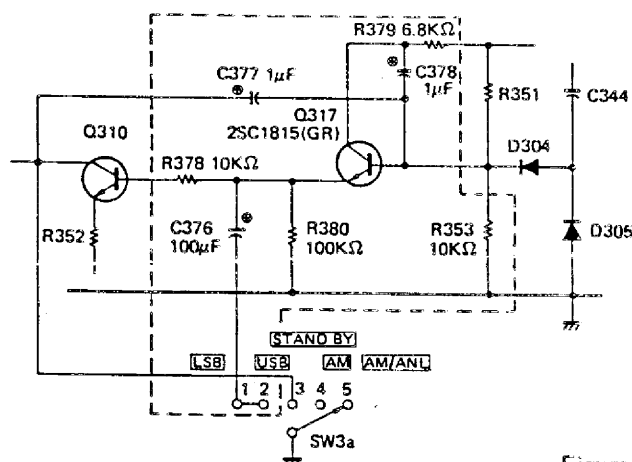 R379 6.8KΩ
C377 1μF
C378
1μF
R351
C344
Q317
2SC1815(GR)
Q310
D304
R378 10KΩ
C376
100μF
R380
100KΩ
R353
10KΩ
D305
R352
STAND BY
LSB USB AM AM/ANL
1 2 3 4 5
SW3a